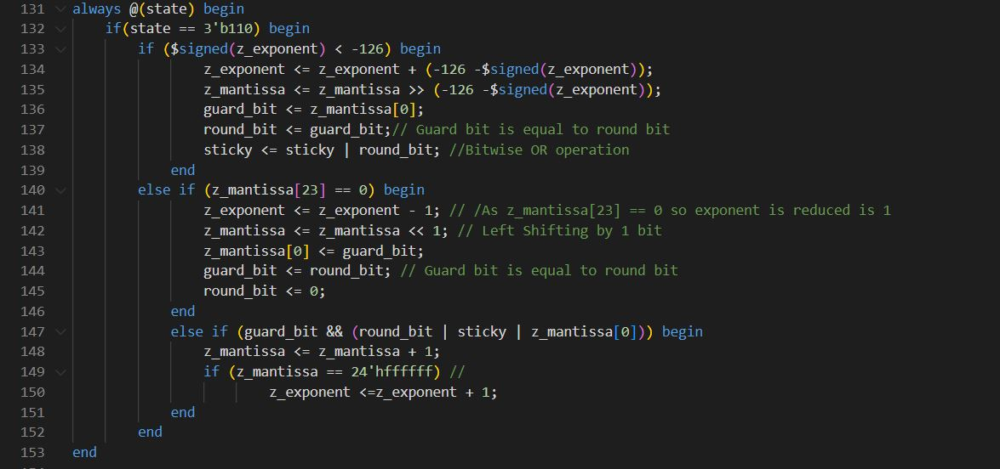 131 always @(state) begin
132 if(state == 3'b110) begin
133 if ($signed(z_exponent) < -126) begin
134 z_exponent <= z_exponent + (-126 -$signed(z_exponent));
135 z_mantissa <= z_mantissa >> (-126 -$signed(z_exponent));
136 guard_bit <= z_mantissa[0];
137 round_bit <= guard_bit;// Guard bit is equal to round bit
138 sticky <= sticky | round_bit; //Bitwise OR operation
139 end
140 else if (z_mantissa[23] == 0) begin
141 z_exponent <= z_exponent - 1; // /As z_mantissa[23] == 0 so exponent is reduced is 1
142 z_mantissa <= z_mantissa << 1; // Left Shifting by 1 bit
143 z_mantissa[0] <= guard_bit;
144 guard_bit <= round_bit; // Guard bit is equal to round bit
145 round_bit <= 0;
146 end
147 else if (guard_bit && (round_bit | sticky | z_mantissa[0])) begin
148 z_mantissa <= z_mantissa + 1;
149 if (z_mantissa == 24'hffffff) //
150 z_exponent <=z_exponent + 1;
151 end
152 end
153 end